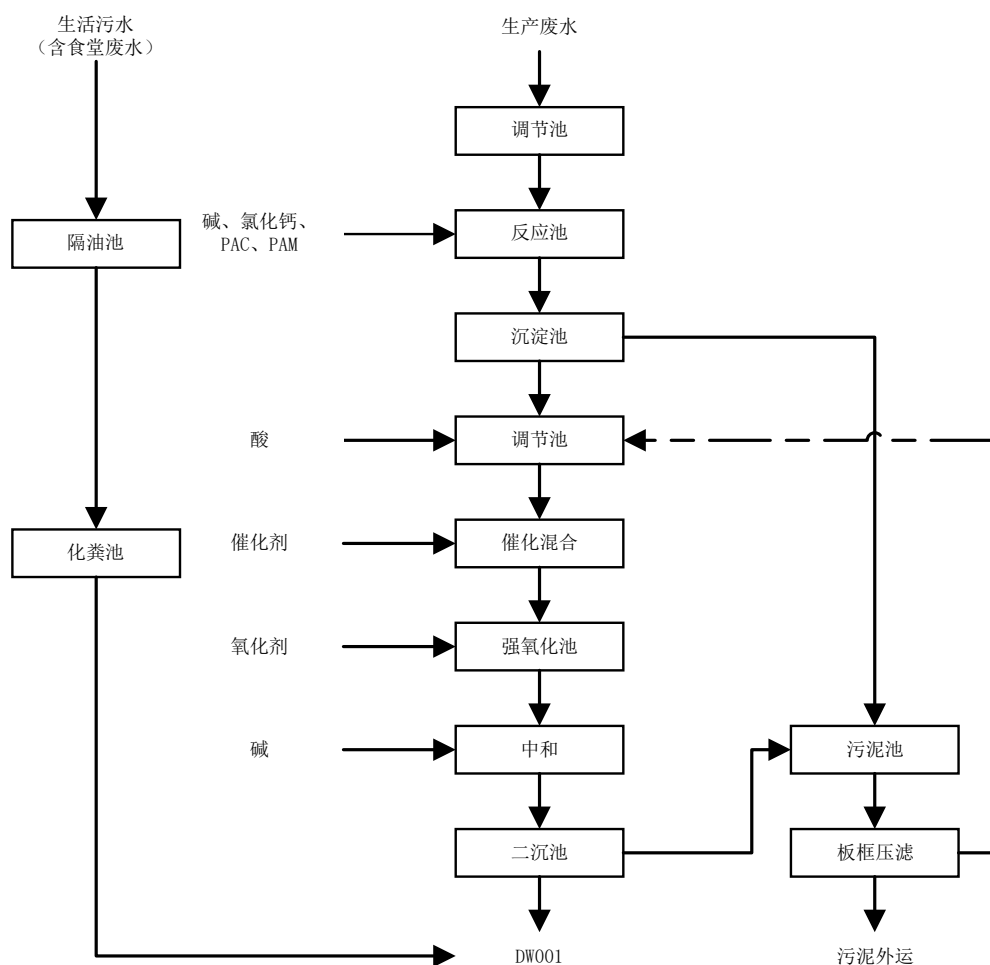 生活污水
（含食堂废水）
生产废水
调节池
碱、氯化钙、
PAC、PAM
反应池
隔油池
沉淀池
酸
调节池
催化剂
催化混合
化粪池
氧化剂
强氧化池
碱
中和
污泥池
二沉池
板框压滤
DW001
污泥外运